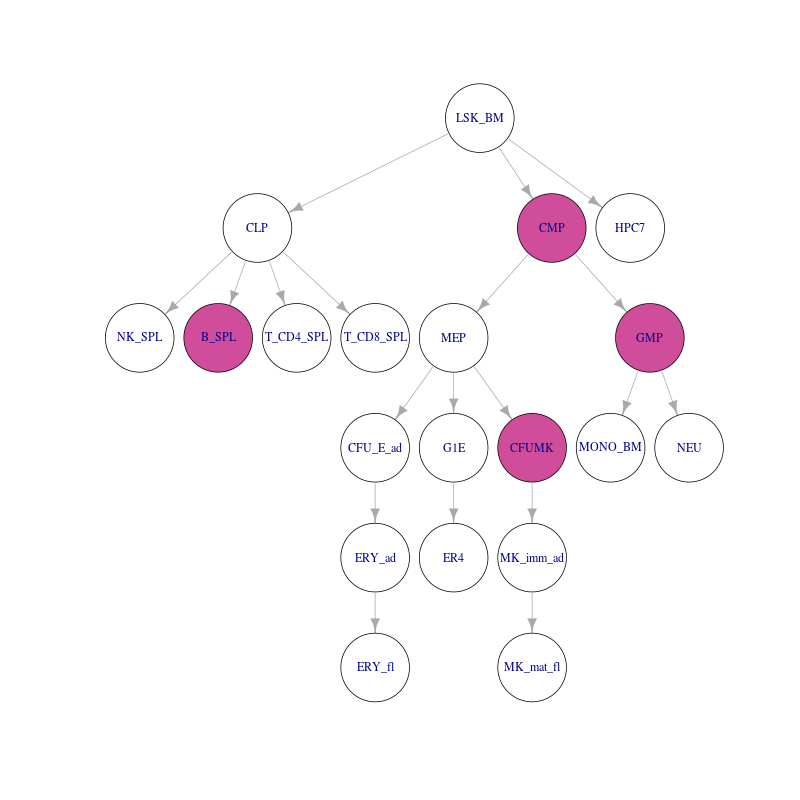 LSK_BM
CLP
CMP
HPC7
NK_SPL
B_SPL
T_CD4_SPL
T_CD8_SPL
MEP
GMP
CFU_E_ad
G1E
CFUMK
MONO_BM
NEU
ERY_ad
ER4
MK_imm_ad
ERY_fl
MK_mat_fl